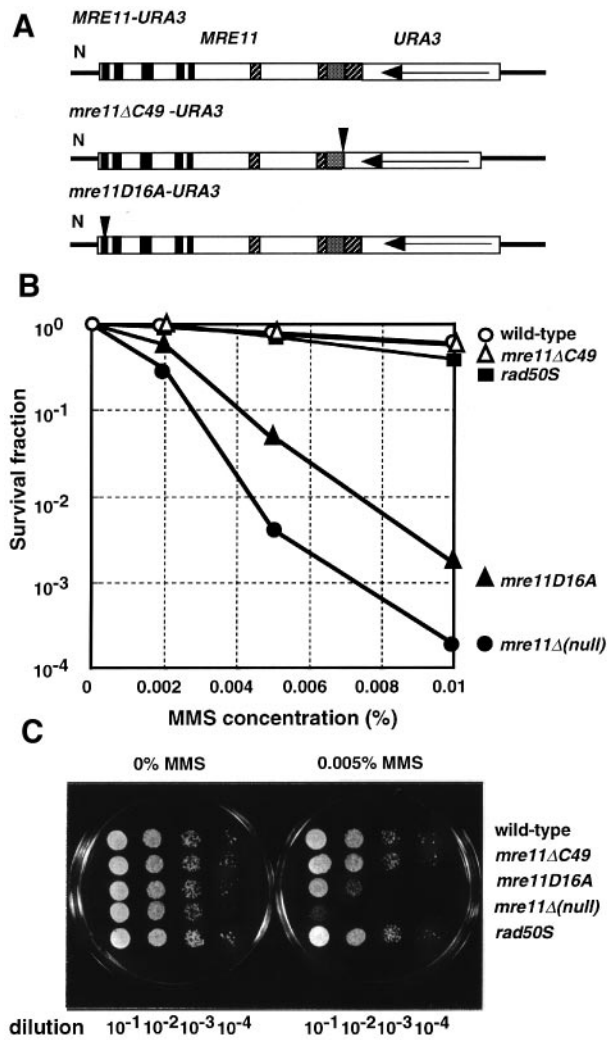 A
MRE11-URA3
N
MRE11
URA3
mre11ΔC49 -URA3
N
mre11D16A-URA3
N
B
Survival fraction
10⁰
10⁻¹
10⁻²
10⁻³
10⁻⁴
0 0.002 0.004 0.006 0.008 0.01
MMS concentration (%)
wild-type
mre11ΔC49
rad50S
mre11D16A
mre11Δ(null)
C
0% MMS 0.005% MMS
wild-type
mre11ΔC49
mre11D16A
mre11Δ(null)
rad50S
dilution 10⁻¹ 10⁻² 10⁻³ 10⁻⁴ 10⁻¹ 10⁻² 10⁻³ 10⁻⁴